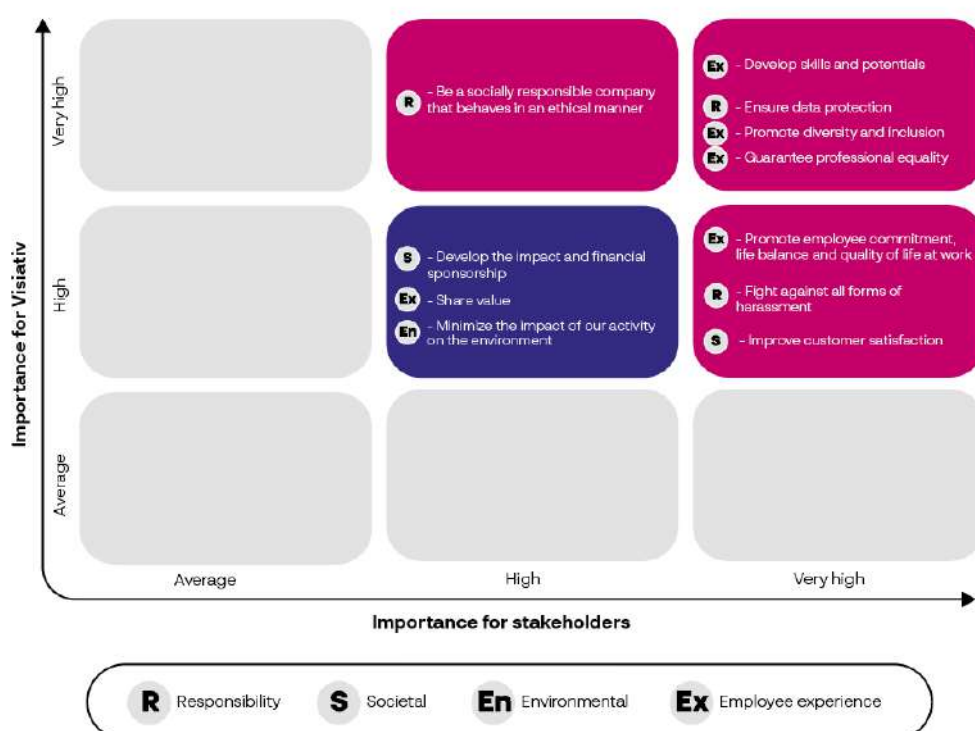 Importance for Visiativ
Very high
High
Average
R - Be a socially responsible company
that behaves in an ethical manner
Ex - Develop skills and potentials
R - Ensure data protection
Ex - Promote diversity and inclusion
Ex - Guarantee professional equality
S - Develop the impact and financial
sponsorship
Ex - Share value
En - Minimize the impact of our activity
on the environment
Ex - Promote employee commitment,
life balance and quality of life at work
R - Fight against all forms of
harassment
S - Improve customer satisfaction
Average
High
Very high
Importance for stakeholders
R Responsibility
S Societal
En Environmental
Ex Employee experience